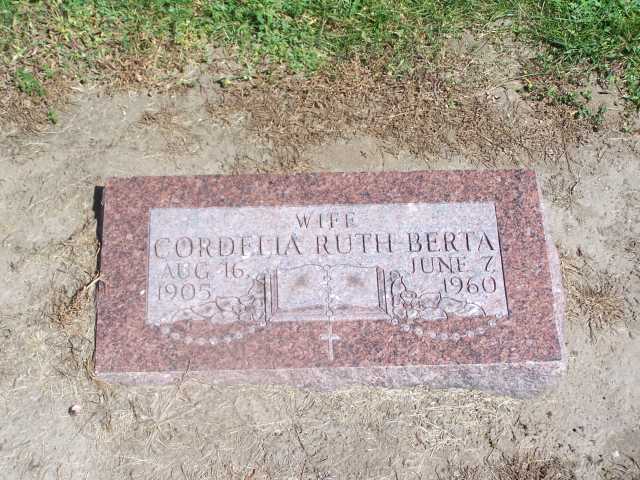 WIFE
CORDELIA RUTH BERTA
AUG 16, JUNE 7,
1905 1960